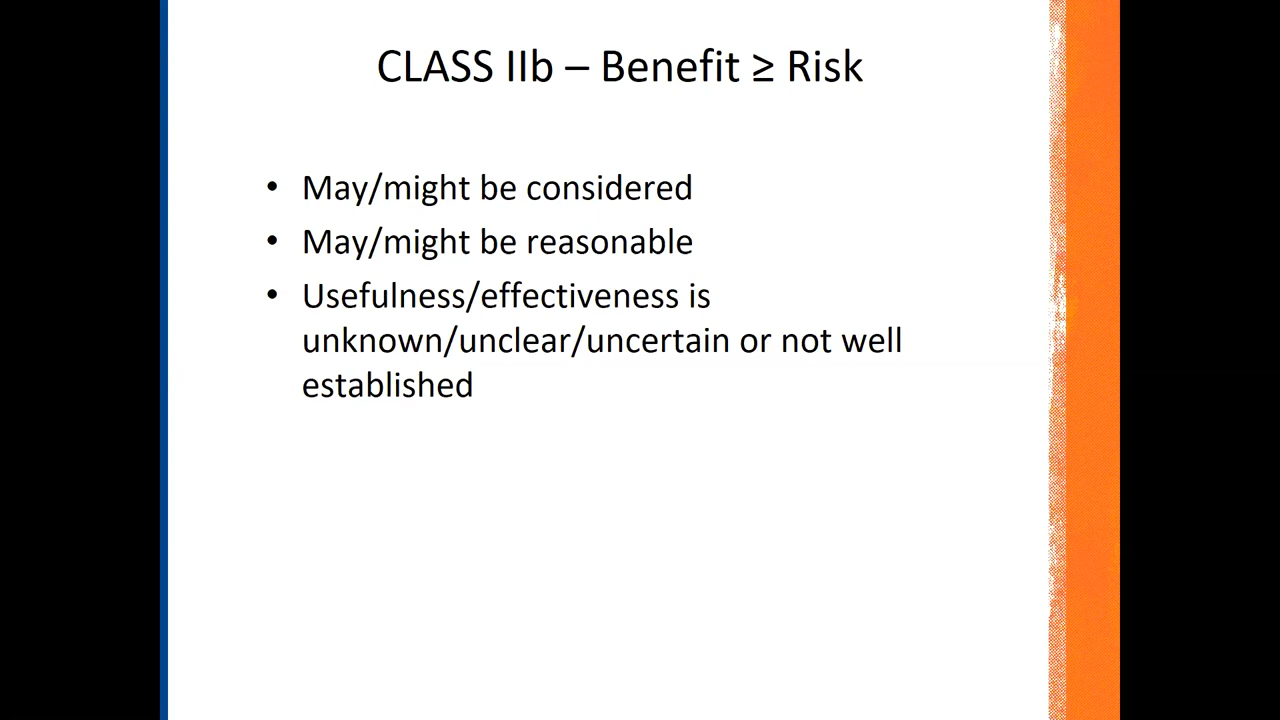 CLASS IIb – Benefit ≥ Risk
• May/might be considered
• May/might be reasonable
• Usefulness/effectiveness is
unknown/unclear/uncertain or not well
established